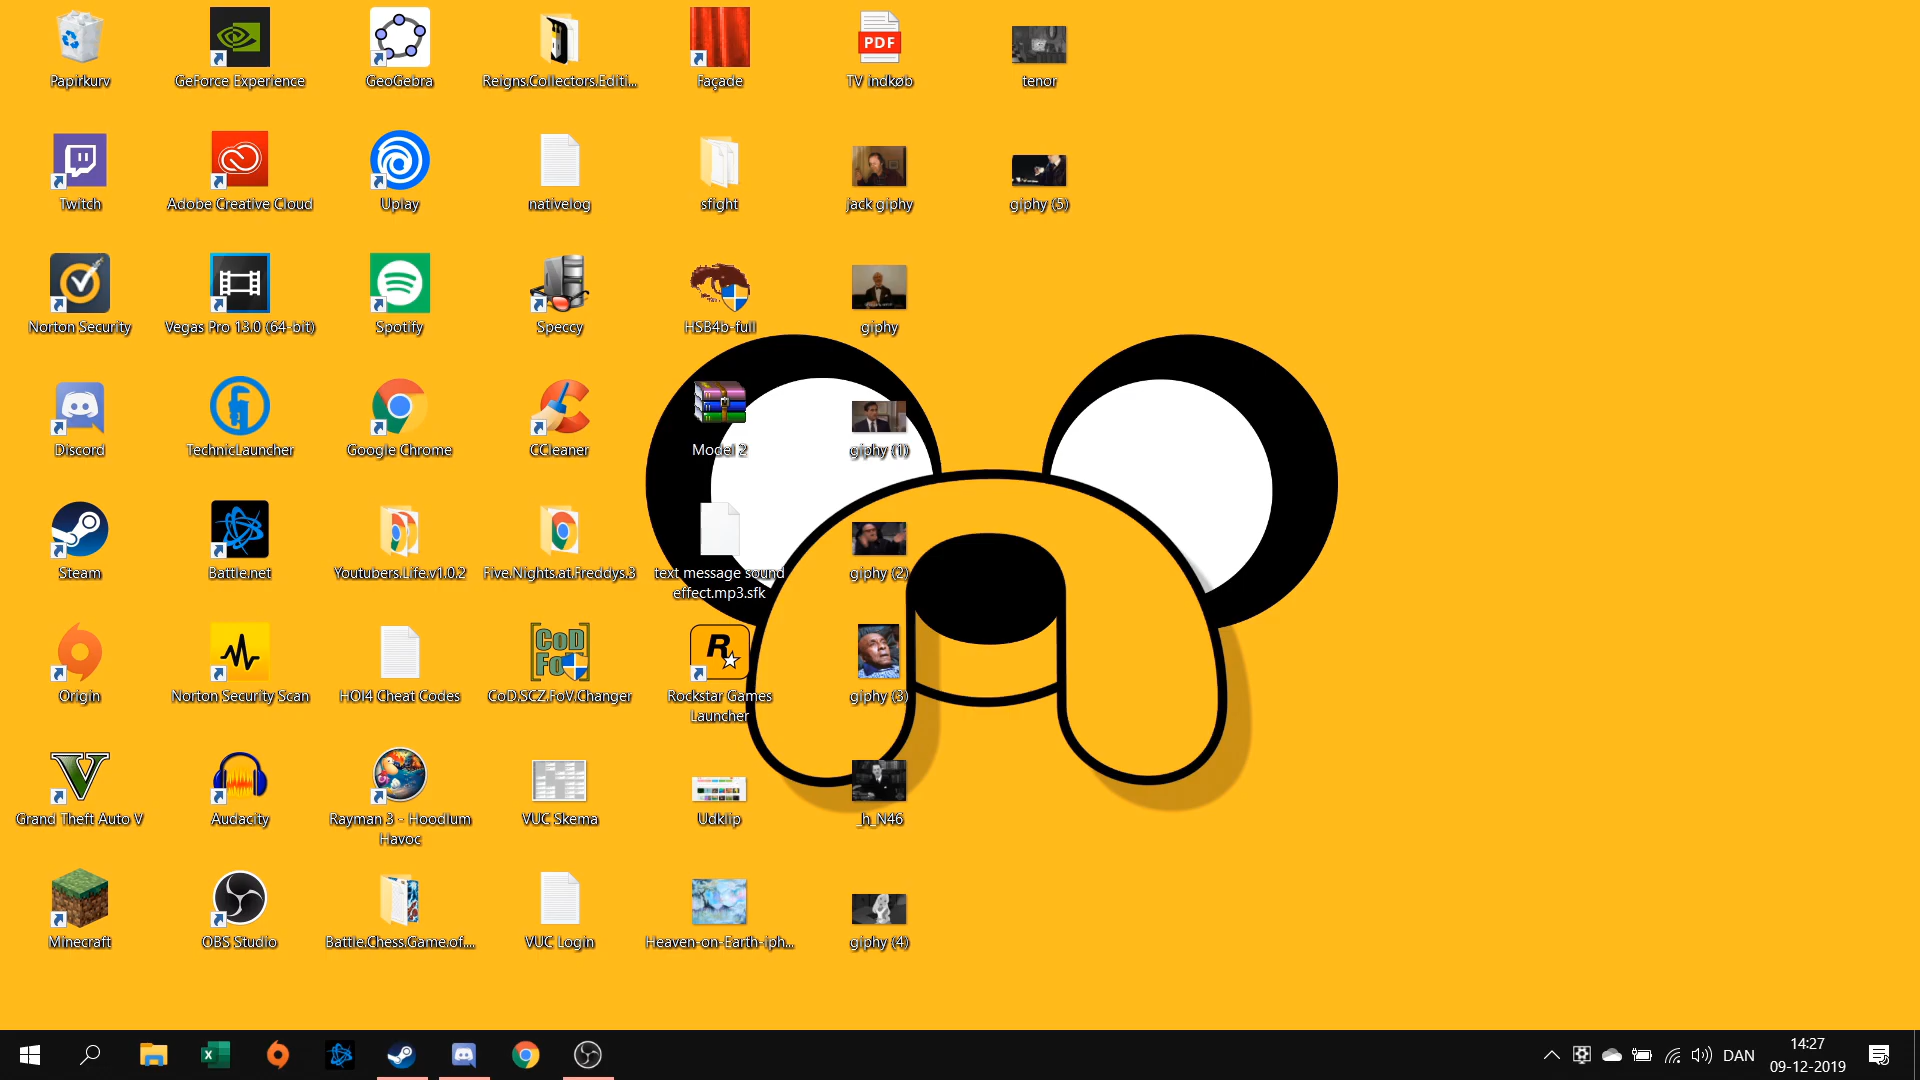 Papirkurv
GeForce Experience
GeoGebra
Reigns.Collectors.Editi...
Façade
PDF
TV indkøb
tenor
Twitch
Adobe Creative Cloud
Uplay
nativelog
sfight
jack giphy
giphy (5)
Norton Security
Vegas Pro 13.0 (64-bit)
Spotify
Speccy
HSB4b-full
giphy
Discord
TechnicLauncher
Google Chrome
CCleaner
Model 2
giphy (1)
Steam
Battle.net
Youtubers.Life.v1.0.2
Five.Nights.at.Freddys.3
text message sound
effect.mp3.sfk
giphy (2)
Origin
Norton Security Scan
HOI4 Cheat Codes
CoD
Fo
CoD.SCZ.FoV.Changer
R
Rockstar Games
Launcher
giphy (3)
V
Grand Theft Auto V
Audacity
Rayman 3 - Hoodlum
Havoc
VUC Skema
Udklip
_h_N46
Minecraft
OBS Studio
Battle.Chess.Game.of....
VUC Login
Heaven-on-Earth-iph...
giphy (4)
DAN
14:27
09-12-2019